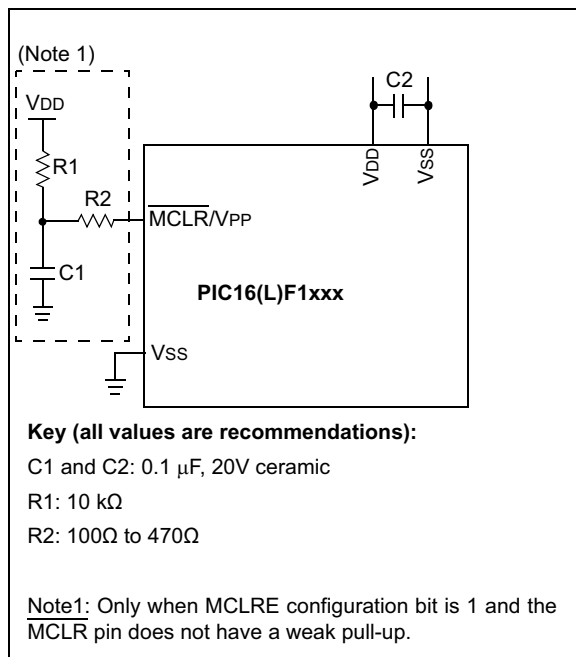 (Note 1)
C2
VDD
VDD
VSS
R1
R2
M̅C̅L̅R̅/VPP
C1
PIC16(L)F1xxx
VSS
Key (all values are recommendations):
C1 and C2: 0.1 μF, 20V ceramic
R1: 10 kΩ
R2: 100Ω to 470Ω
Note1: Only when MCLRE configuration bit is 1 and the
M̅C̅L̅R̅ pin does not have a weak pull-up.